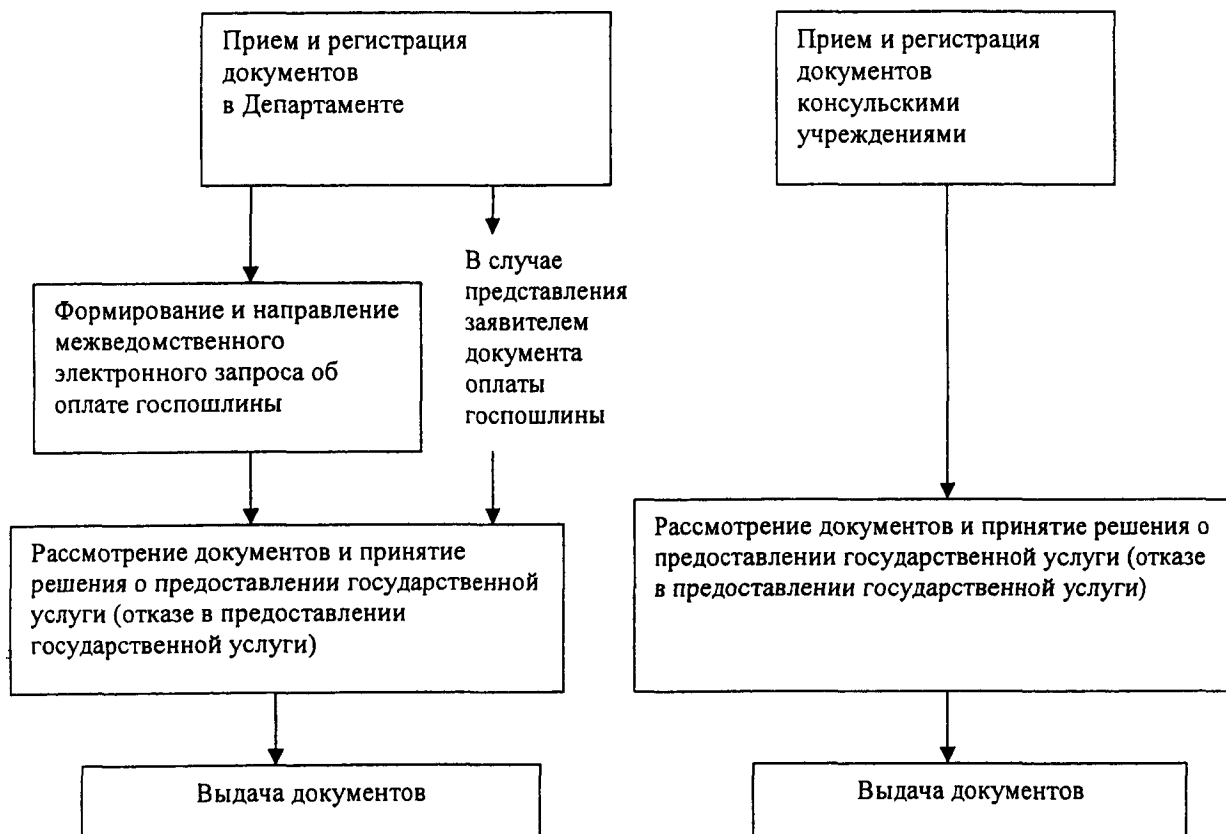 Прием и регистрация
документов
в Департаменте
Прием и регистрация
документов
консульскими
учреждениями
В случае
представления
заявителем
документа
оплаты
госпошлины
Формирование и направление
межведомственного
электронного запроса об
оплате госпошлины
Рассмотрение документов и принятие
решения о предоставлении государственной
услуги (отказе в предоставлении
государственной услуги)
Рассмотрение документов и принятие решения о
предоставлении государственной услуги (отказе
в предоставлении государственной услуги)
Выдача документов
Выдача документов